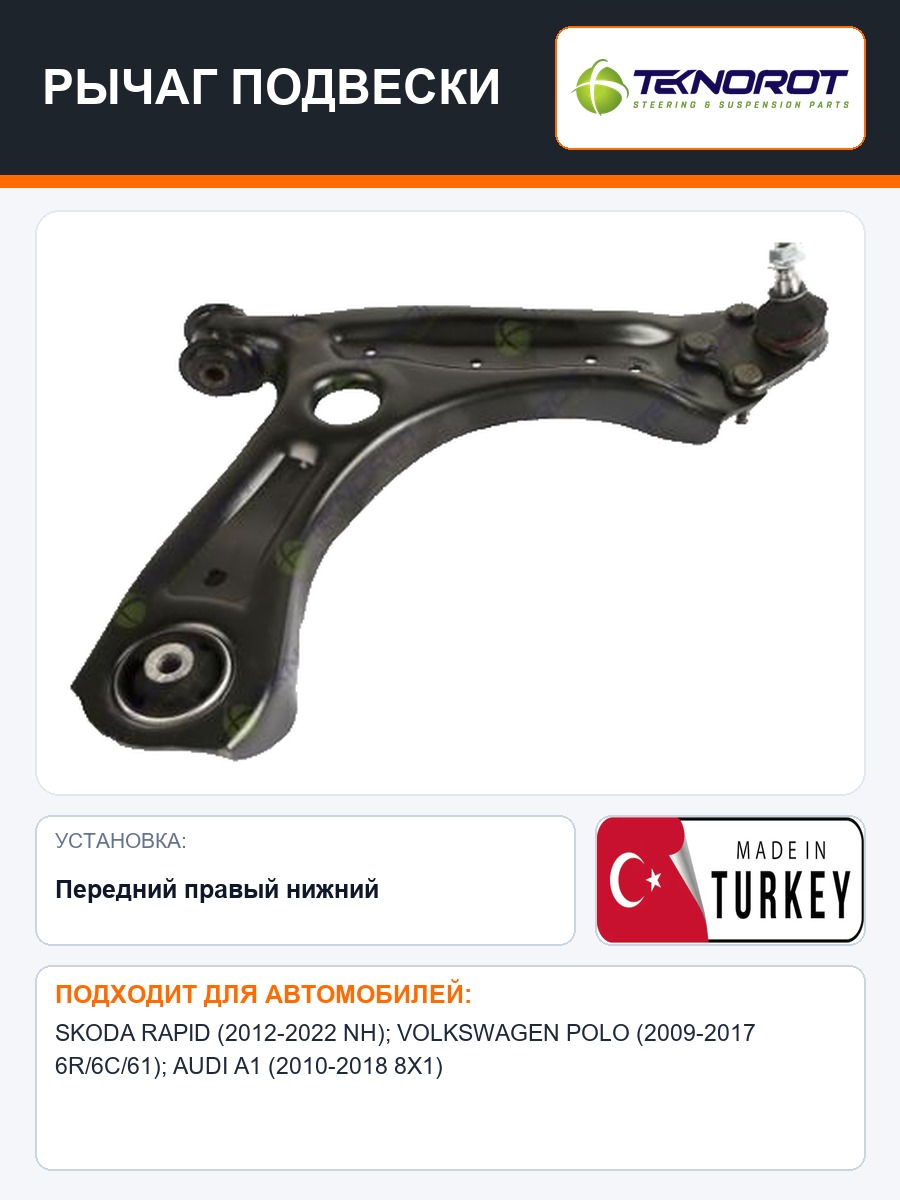 РЫЧАГ ПОДВЕСКИ
TEKNOROT
STEERING & SUSPENSION PARTS
УСТАНОВКА:
Передний правый нижний
MADE IN
TURKEY
ПОДХОДИТ ДЛЯ АВТОМОБИЛЕЙ:
SKODA RAPID (2012-2022 NH); VOLKSWAGEN POLO (2009-2017
6R/6C/61); AUDI A1 (2010-2018 8X1)